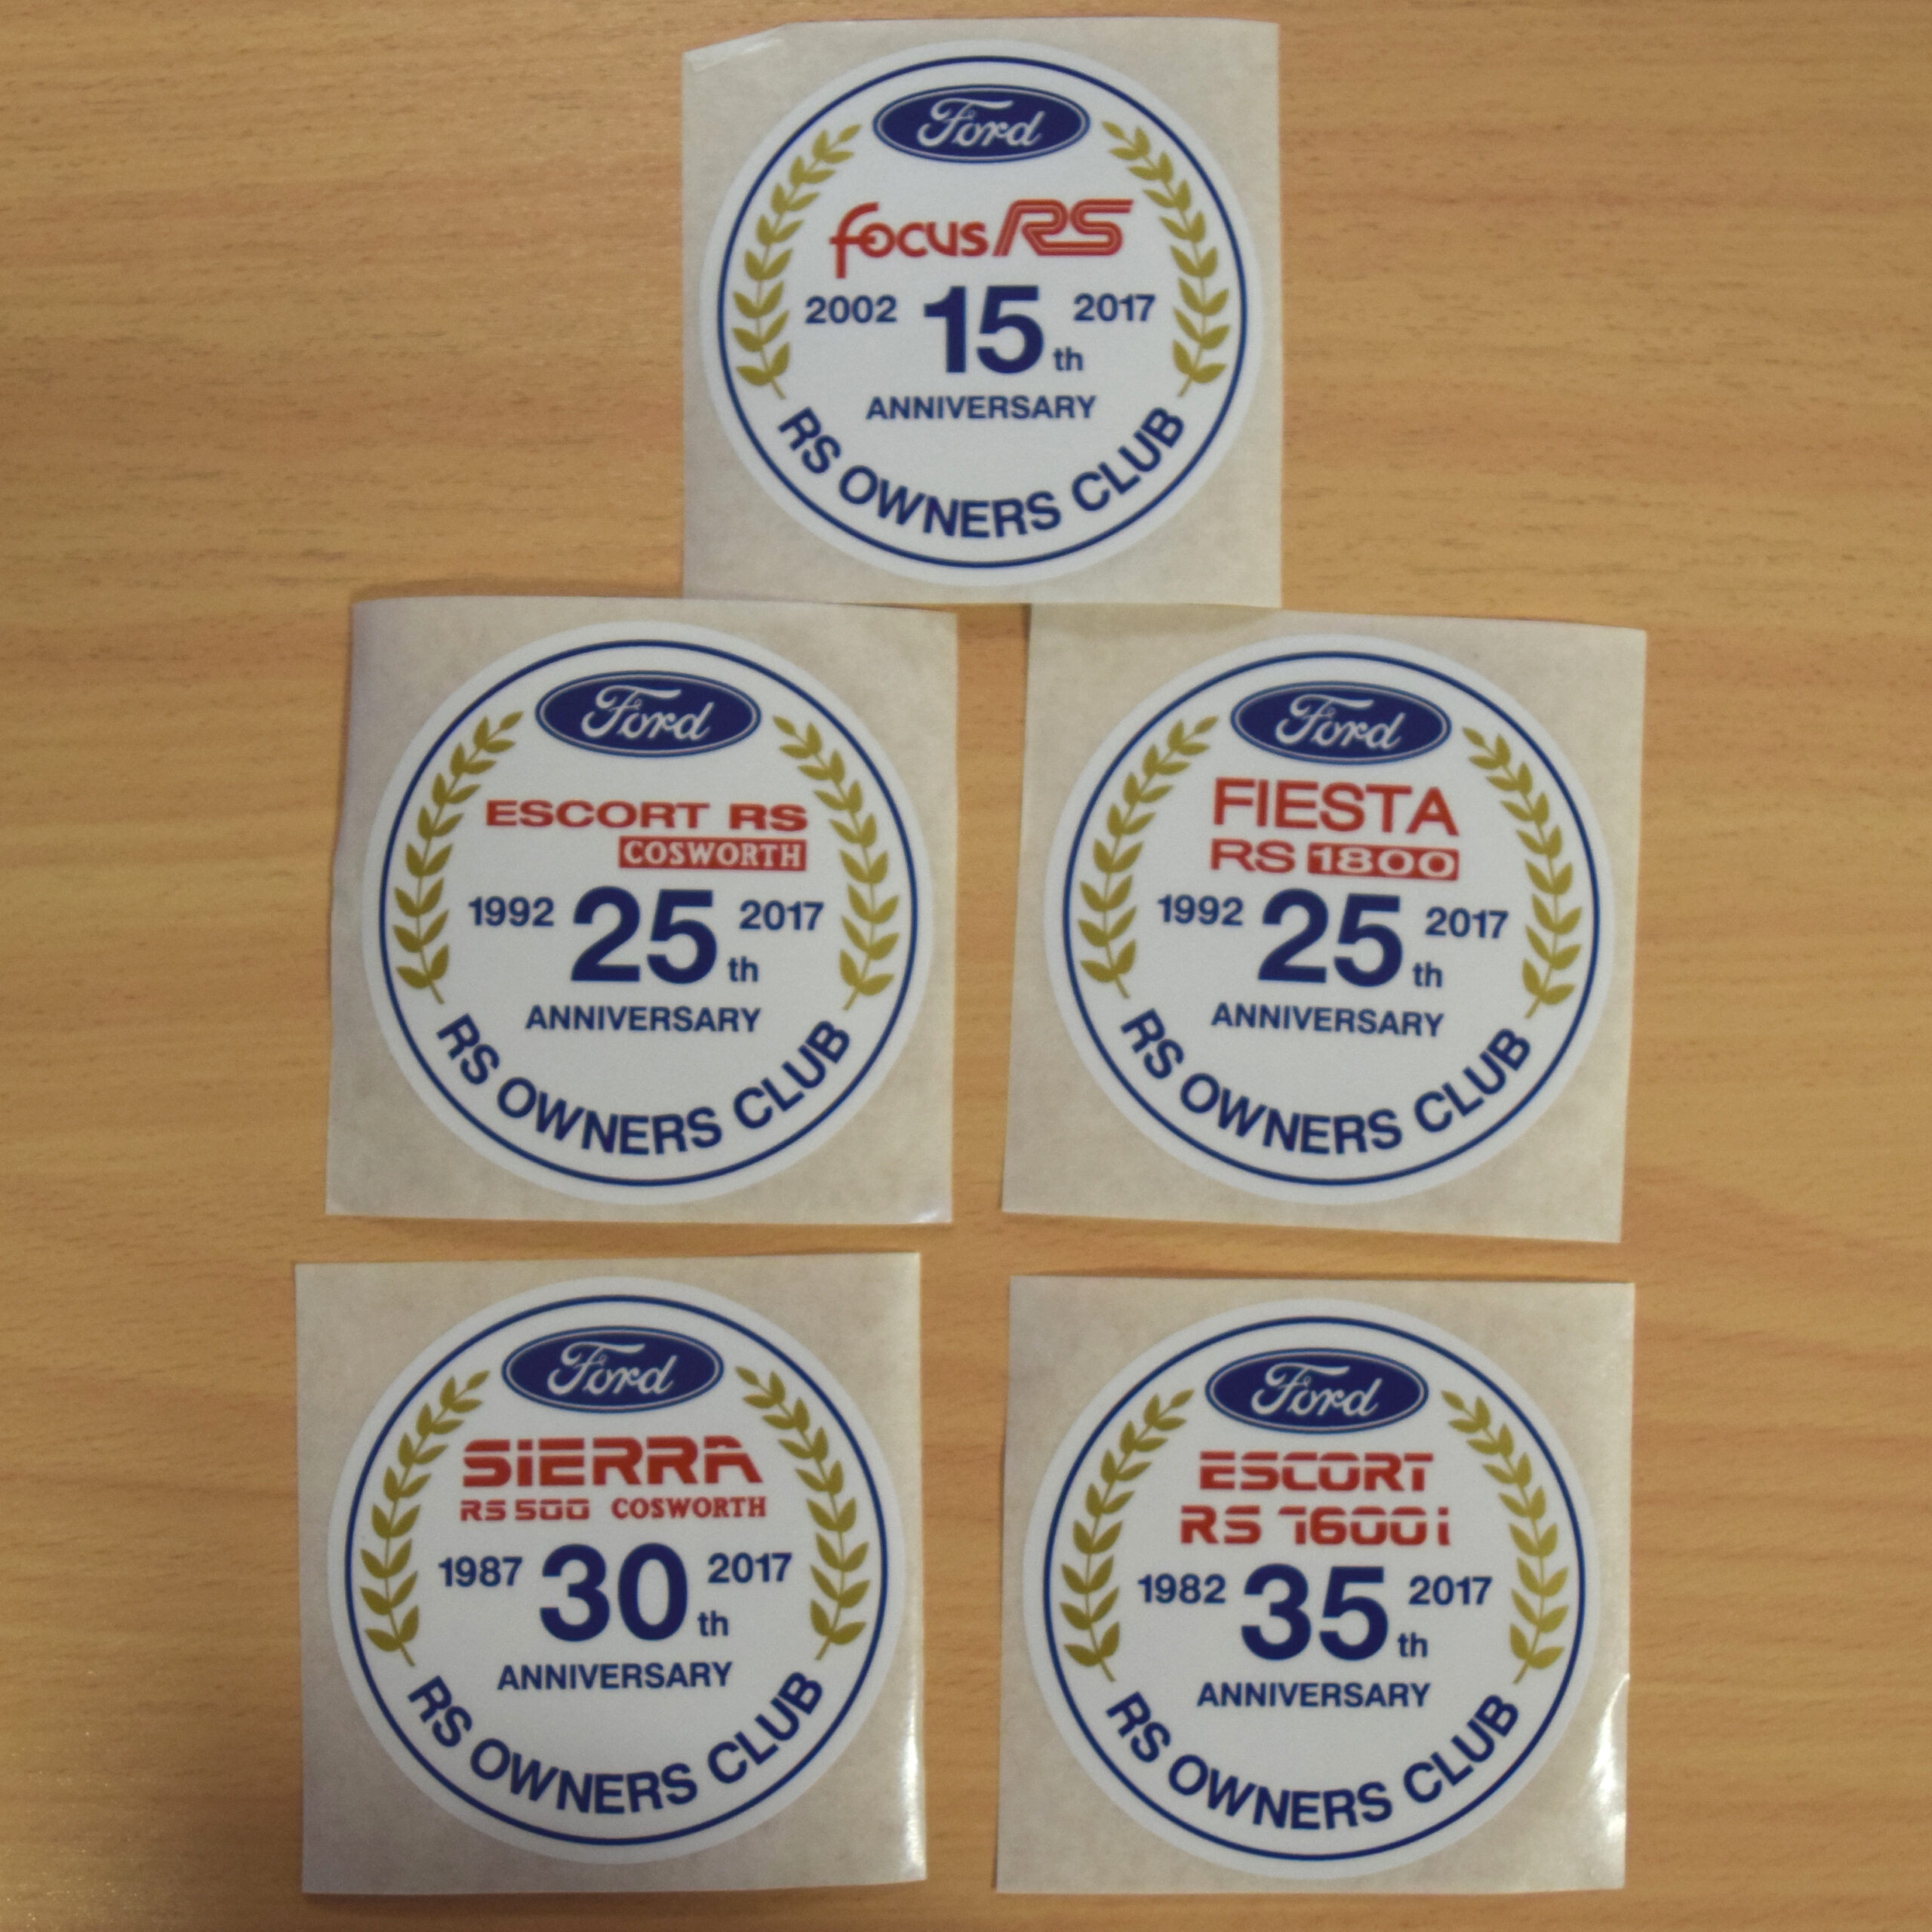 Ford
focus RS
2002 15th 2017
ANNIVERSARY
RS OWNERS CLUB
Ford
ESCORT RS
COSWORTH
1992 25th 2017
ANNIVERSARY
RS OWNERS CLUB
Ford
FIESTA
RS 1800
1992 25th 2017
ANNIVERSARY
RS OWNERS CLUB
Ford
SiERRA
RS 500 COSWORTH
1987 30th 2017
ANNIVERSARY
RS OWNERS CLUB
Ford
ESCORT
RS 1600i
1982 35th 2017
ANNIVERSARY
RS OWNERS CLUB